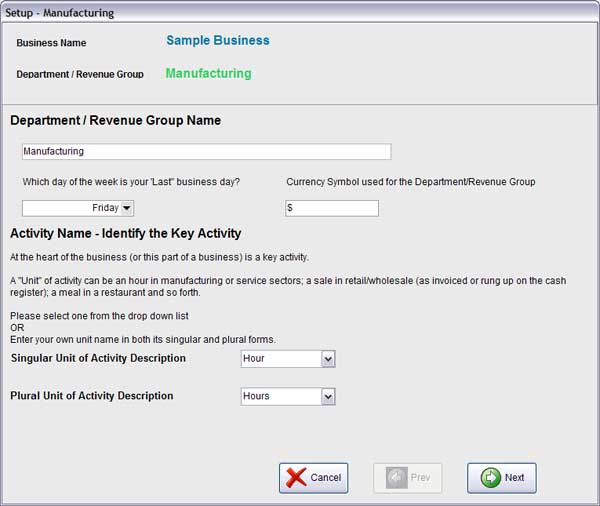 Setup - Manufacturing
Business Name Sample Business
Department / Revenue Group Manufacturing
Department / Revenue Group Name
Manufacturing
Which day of the week is your 'Last" business day? Currency Symbol used for the Department/Revenue Group
Friday $
Activity Name - Identify the Key Activity
At the heart of the business (or this part of a business) is a key activity.
A "Unit" of activity can be an hour in manufacturing or service sectors; a sale in retail/wholesale (as invoiced or rung up on the cash
register); a meal in a restaurant and so forth.
Please select one from the drop down list
OR
Enter your own unit name in both its singular and plural forms.
Singular Unit of Activity Description Hour
Plural Unit of Activity Description Hours
Cancel Prev Next